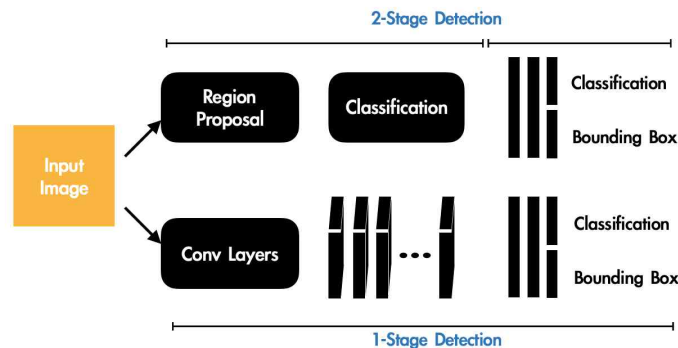 2-Stage Detection
Region
Proposal
Classification
Classification
Bounding Box
Input
Image
Conv Layers
Classification
Bounding Box
1-Stage Detection